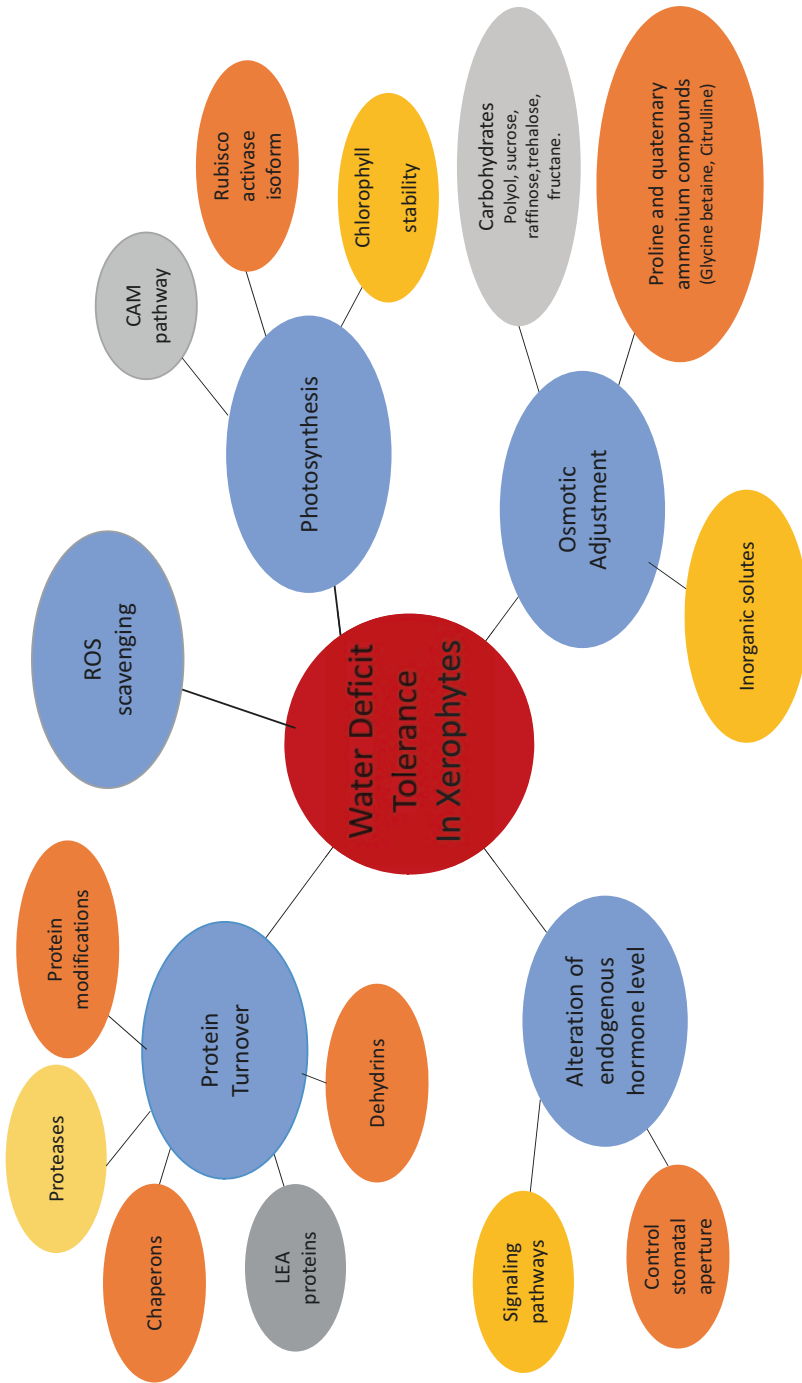 Water Deficit
Tolerance
In Xerophytes
Protein
Turnover
Proteases
Protein
modifications
Chaperons
LEA
proteins
Dehydrins
ROS
scavenging
Photosynthesis
CAM
pathway
Rubisco
activase
isoform
Chlorophyll
stability
Osmotic
Adjustment
Carbohydrates
Polyol, sucrose,
raffinose,trehalose,
fructane.
Proline and quaternary
ammonium compounds
(Glycine betaine, Citrulline)
Inorganic solutes
Alteration of
endogenous
hormone level
Signaling
pathways
Control
stomatal
aperture